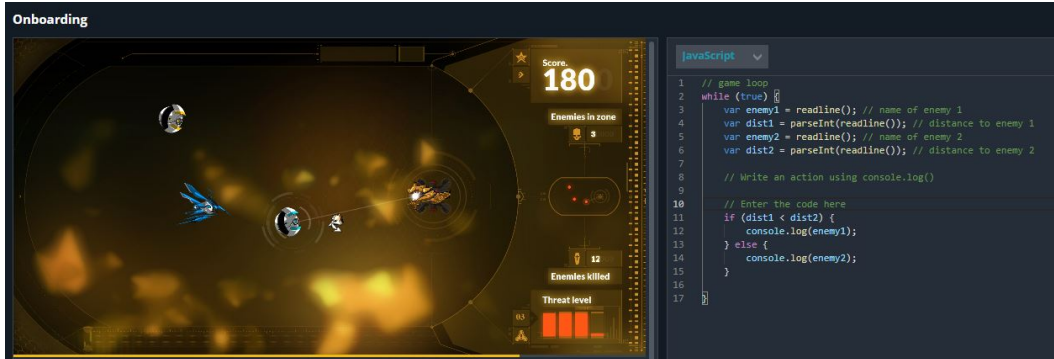 Onboarding
Score.
180
9
Enemies in zone
3
12
Enemies killed
Threat level
03
JavaScript
1 // game loop
2 while (true) {
3 var enemy1 = readline(); // name of enemy 1
4 var dist1 = parseInt(readline()); // distance to enemy 1
5 var enemy2 = readline(); // name of enemy 2
6 var dist2 = parseInt(readline()); // distance to enemy 2
7
8 // Write an action using console.log()
9
10 // Enter the code here
11 if (dist1 < dist2) {
12 console.log(enemy1);
13 } else {
14 console.log(enemy2);
15 }
16
17 }